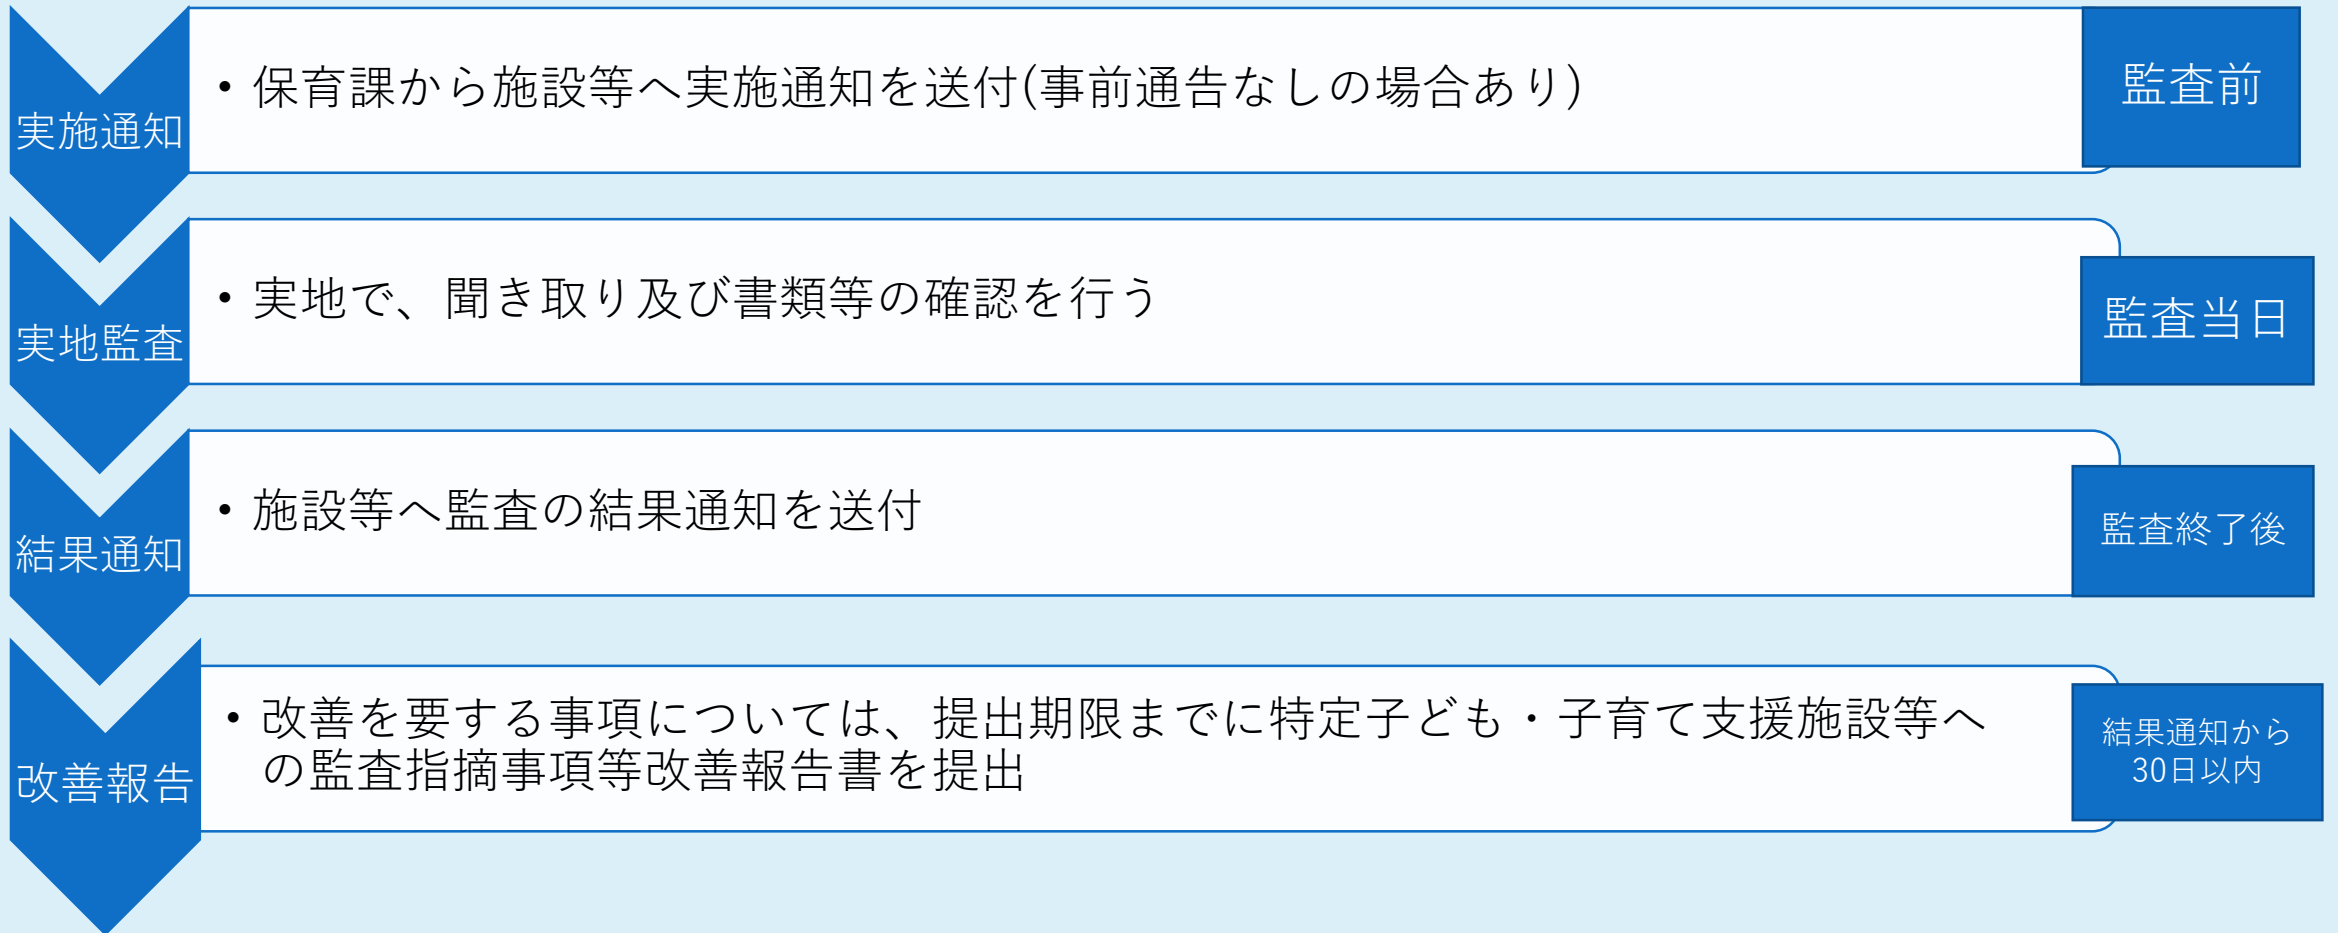 実施通知
・保育課から施設等へ実施通知を送付(事前通告なしの場合あり)
監査前
実地監査
・実地で、聞き取り及び書類等の確認を行う
監査当日
結果通知
・施設等へ監査の結果通知を送付
監査終了後
改善報告
・改善を要する事項については、提出期限までに特定子ども・子育て支援施設等へ
の監査指摘事項等改善報告書を提出
結果通知から
30日以内